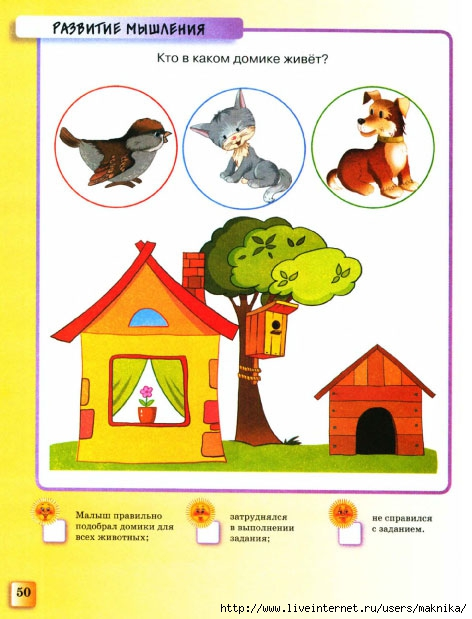 РАЗВИТИЕ МЫШЛЕНИЯ
Кто в каком домике живёт?
Малыш правильно
подобрал домики для
всех животных;
затруднялся
в выполнении
задания;
не справился
с заданием.
50
http://www.liveinternet.ru/users/maknika/